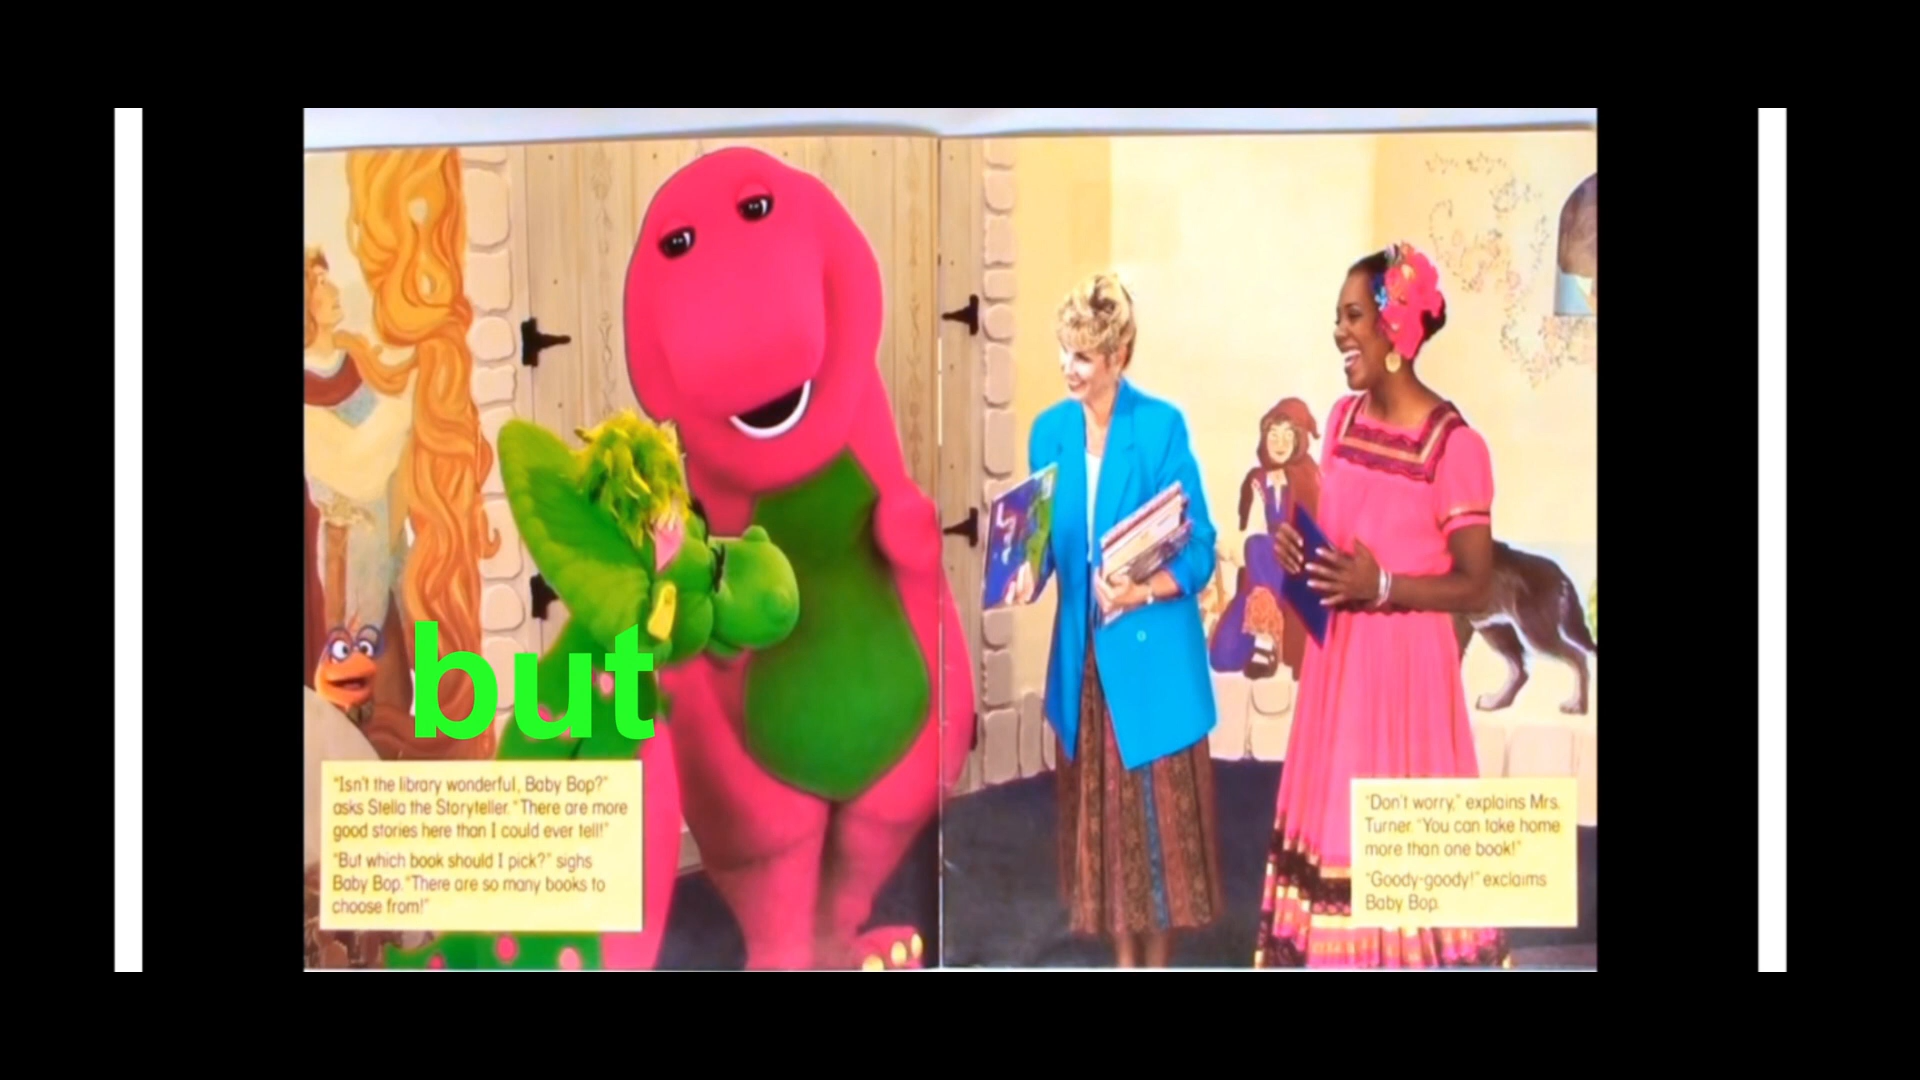 but
"Isn't the library wonderful, Baby Bop?"
asks Stella the Storyteller. "There are more
good stories here than I could ever tell!"
"But which book should I pick?" sighs
Baby Bop. "There are so many books to
choose from!"
"Don't worry," explains Mrs.
Turner. "You can take home
more than one book!"
"Goody-goody!" exclaims
Baby Bop.